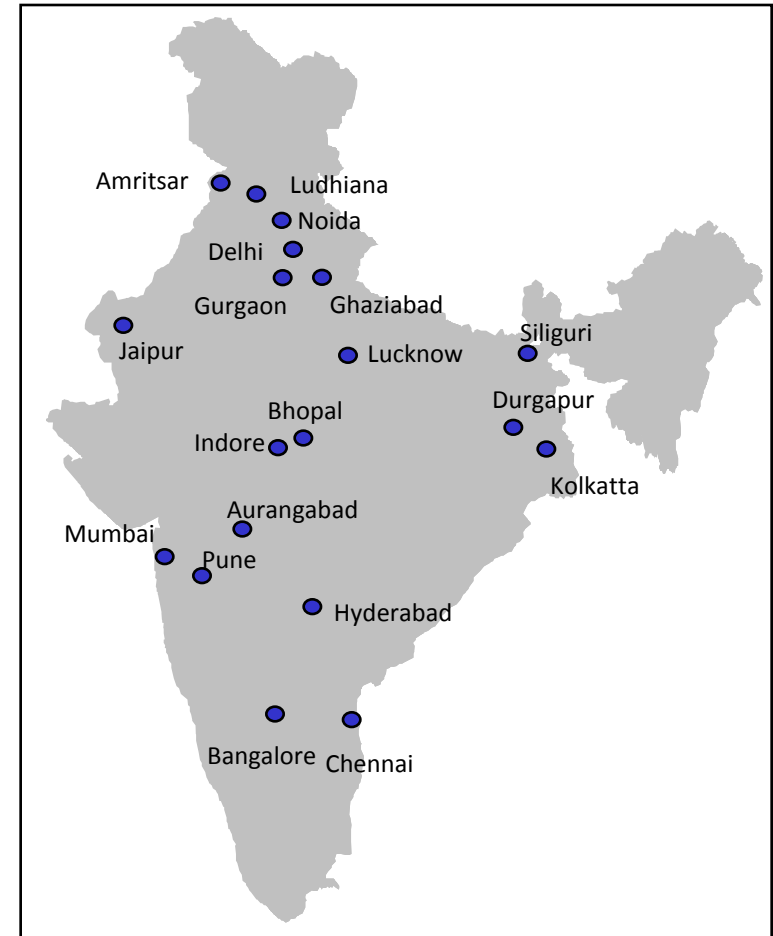 Amritsar
Ludhiana
Noida
Delhi
Gurgaon
Ghaziabad
Jaipur
Siliguri
Lucknow
Durgapur
Bhopal
Indore
Kolkatta
Aurangabad
Mumbai
Pune
Hyderabad
Bangalore
Chennai